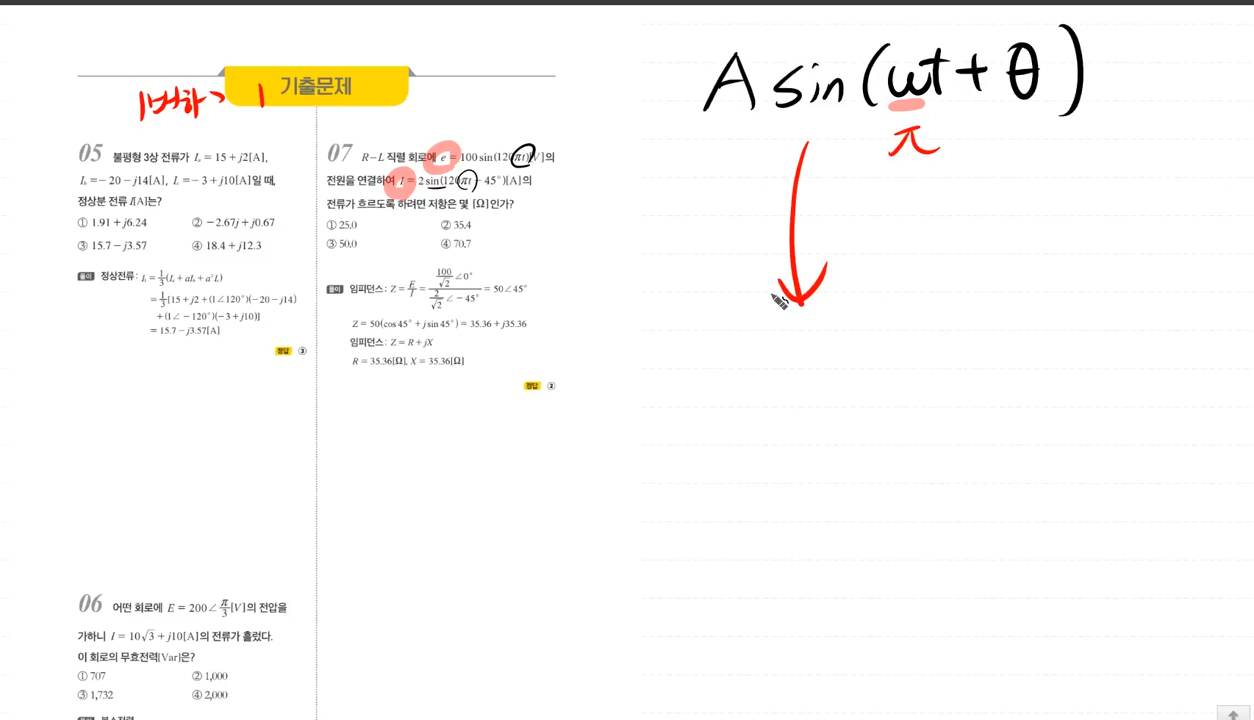 기출문제
05 불평형 3상 전류가 Iₐ = 15 + j2[A],
I_b = −20 − j14[A], I_c = −3 + j10[A]일 때,
정상분 전류 I₁[A]는?
① 1.91 + j6.24 ② −2.67j + j0.67
③ 15.7 − j3.57 ④ 18.4 + j12.3
풀이 정상전류 : I₁ = 1/3(Iₐ + aI_b + a²I_c)
= 1/3[15 + j2 + (1∠120°)(−20 − j14)
+ (1∠−120°)(−3 + j10)]
= 15.7 − j3.57[A]
정답 ③
06 어떤 회로에 E = 200∠π/3[V]의 전압을
가하니 I = 10√3 + j10[A]의 전류가 흘렀다.
이 회로의 무효전력[Var]은?
① 707 ② 1,000
③ 1,732 ④ 2,000
07 R−L 직렬 회로에 e = 100 sin(120πt)[V]의
전원을 연결하여 I = 2 sin(120πt − 45°)[A]의
전류가 흐르도록 하려면 저항은 몇 [Ω]인가?
① 25.0 ② 35.4
③ 50.0 ④ 70.7
풀이 임피던스 : Z = E/I = (100/√2 ∠0°)/(2/√2 ∠−45°) = 50∠45°
Z = 50(cos 45° + j sin 45°) = 35.36 + j35.36
임피던스 : Z = R + jX
R = 35.36[Ω], X = 35.36[Ω]
정답 ②
A sin(ωt + θ)
π